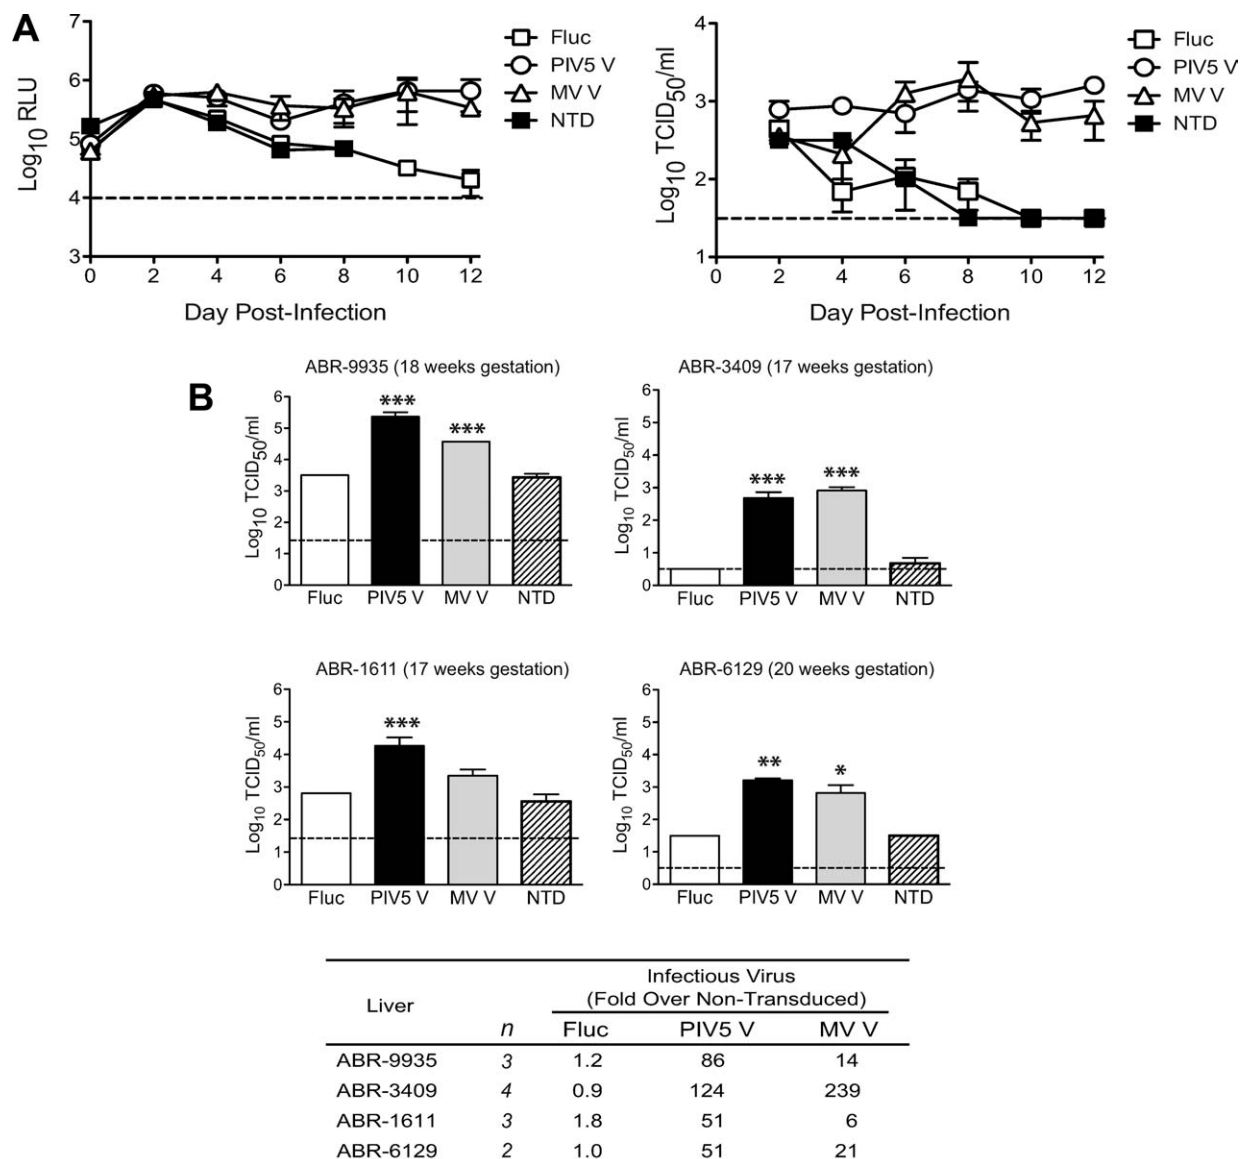 A
7
6
5
4
3
Log10 RLU
0 2 4 6 8 10 12
Day Post-Infection
Fluc
PIV5 V
MV V
NTD
4
3
2
1
Log10 TCID50/ml
0 2 4 6 8 10 12
Day Post-Infection
Fluc
PIV5 V
MV V
NTD
B
ABR-9935 (18 weeks gestation)
6
5
4
3
2
1
0
Log10 TCID50/ml
*** ***
Fluc PIV5 V MV V NTD
ABR-3409 (17 weeks gestation)
6
5
4
3
2
1
0
Log10 TCID50/ml
*** ***
Fluc PIV5 V MV V NTD
ABR-1611 (17 weeks gestation)
6
5
4
3
2
1
0
Log10 TCID50/ml
***
Fluc PIV5 V MV V NTD
ABR-6129 (20 weeks gestation)
6
5
4
3
2
1
0
Log10 TCID50/ml
** *
Fluc PIV5 V MV V NTD
Infectious Virus
(Fold Over Non-Transduced)
Liver n Fluc PIV5 V MV V
ABR-9935 3 1.2 86 14
ABR-3409 4 0.9 124 239
ABR-1611 3 1.8 51 6
ABR-6129 2 1.0 51 21